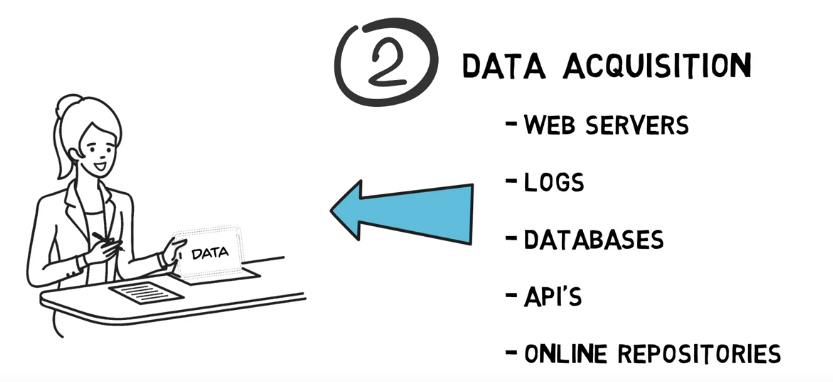 2 DATA ACQUISITION
- WEB SERVERS
- LOGS
- DATABASES
- API'S
- ONLINE REPOSITORIES
DATA